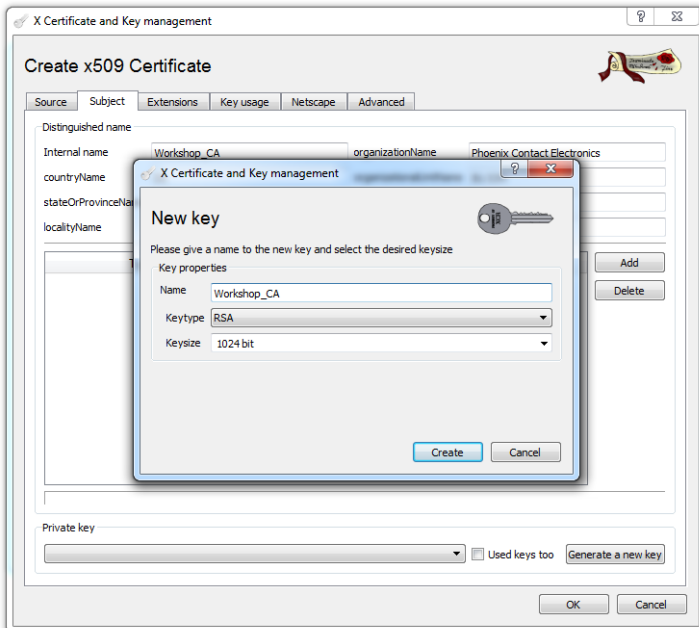 X Certificate and Key management
Create x509 Certificate
Source Subject Extensions Key usage Netscape Advanced
Distinguished name
Internal name Workshop_CA organizationName Phoenix Contact Electronics
countryName
stateOrProvinceNa
localityName
Add
Delete
X Certificate and Key management
New key
Please give a name to the new key and select the desired keysize
Key properties
Name Workshop_CA
Keytype RSA
Keysize 1024 bit
Create Cancel
Private key
Used keys too Generate a new key
OK Cancel